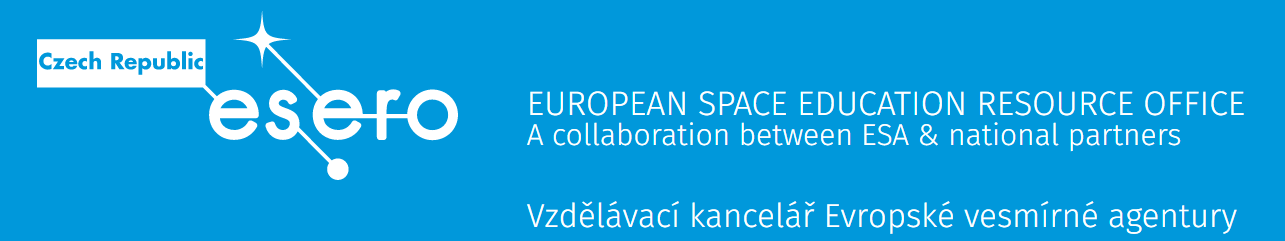 Czech Republic
esero
EUROPEAN SPACE EDUCATION RESOURCE OFFICE
A collaboration between ESA & national partners
Vzdělávací kancelář Evropské vesmírné agentury